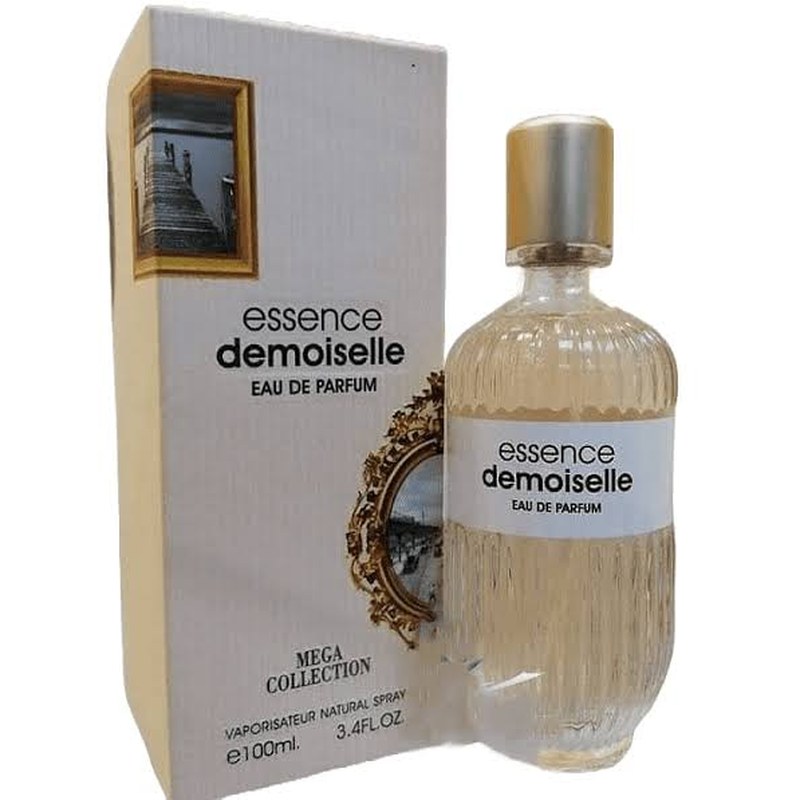 essence
demoiselle
EAU DE PARFUM
MEGA
COLLECTION
VAPORISATEUR NATURAL SPRAY
e100ml. 3.4FL.OZ.
essence
demoiselle
EAU DE PARFUM